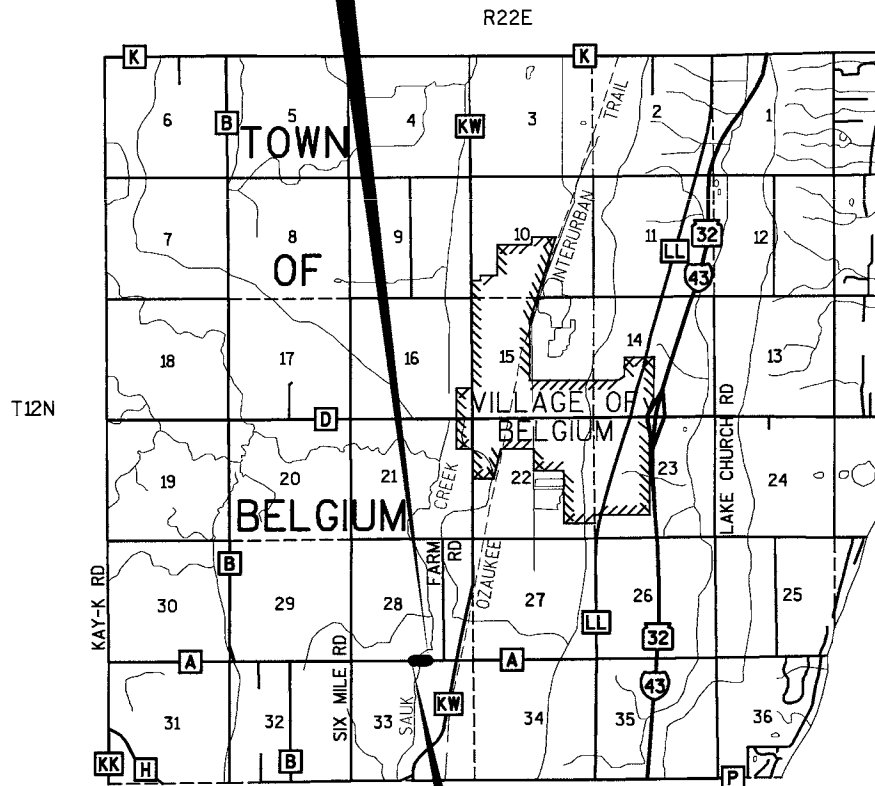 R22E
K
K
6
5
4
3
2
1
B
KW
TOWN
TRAIL
7
8
9
10
11
12
INTERURBAN
32
LL
43
OF
18
17
16
15
14
13
T12N
VILLAGE OF
BELGIUM
D
LAKE CHURCH RD
19
20
21
22
23
24
CREEK
BELGIUM
KAY-K RD
B
FARM RD
OZAUKEE
30
29
28
27
26
25
LL
32
SIX MILE RD
A
A
43
KW
SAUK
31
32
33
34
35
36
KK
H
B
P